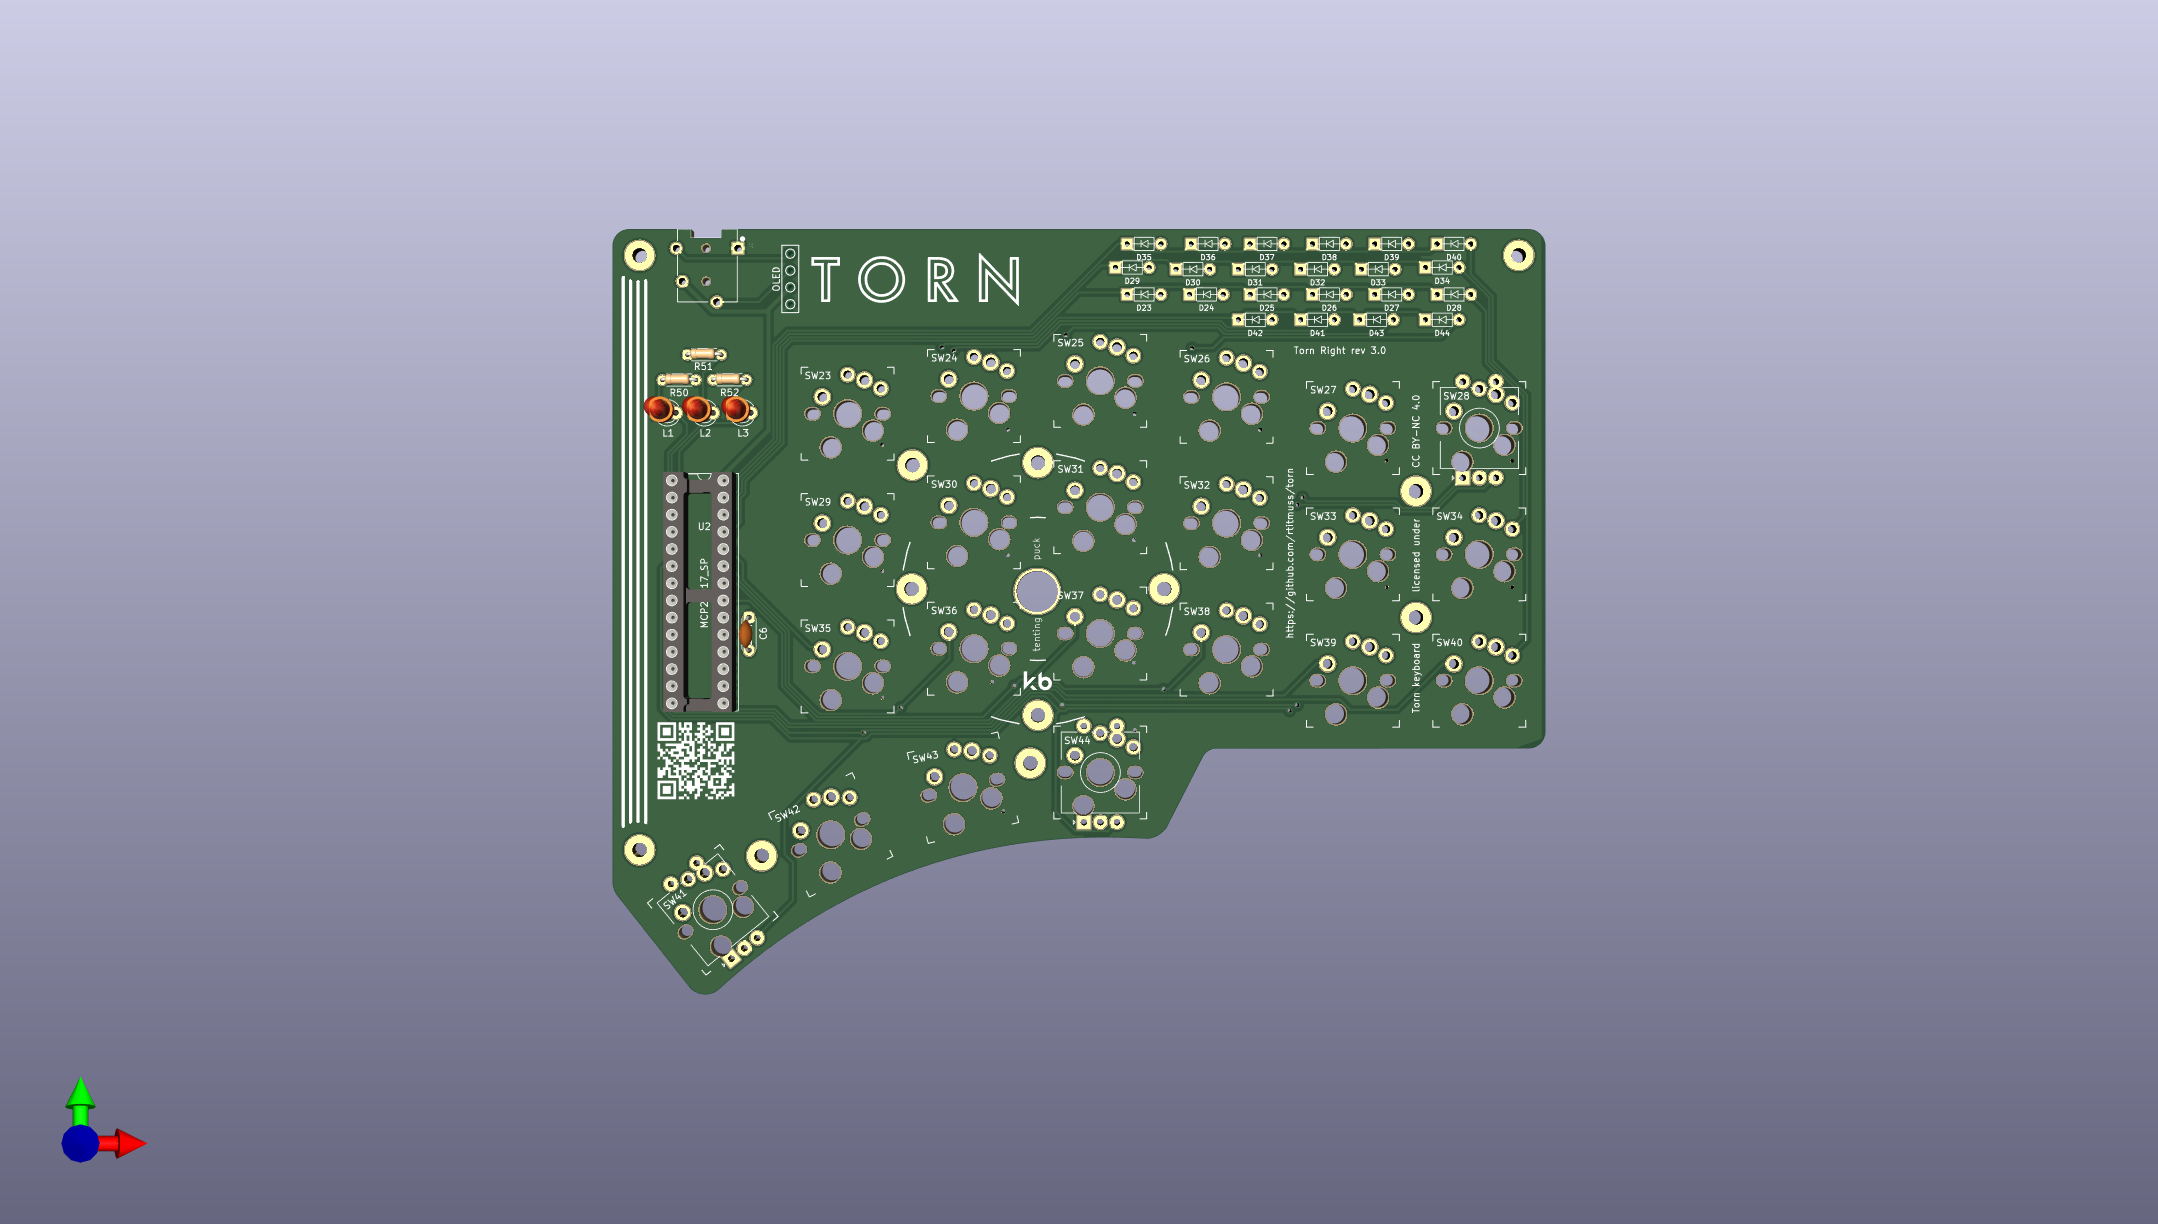 TORN
OLED
D35 D36 D37 D38 D39 D40
D29 D30 D31 D32 D33 D34
D23 D24 D25 D26 D27 D28
D42 D41 D43 D44
Torn Right rev 3.0
R51
R50 R52
L1 L2 L3
SW23 SW24 SW25 SW26 SW27 SW28
U2
MCP2 17_SP
C6
SW29 SW30 SW31 SW32 SW33 SW34
SW35 SW36 SW37 SW38 SW39 SW40
tenting puck
https://github.com/rtitmuss/torn
Torn keyboard licensed under CC BY-NC 4.0
kb
SW41 SW42 SW43 SW44